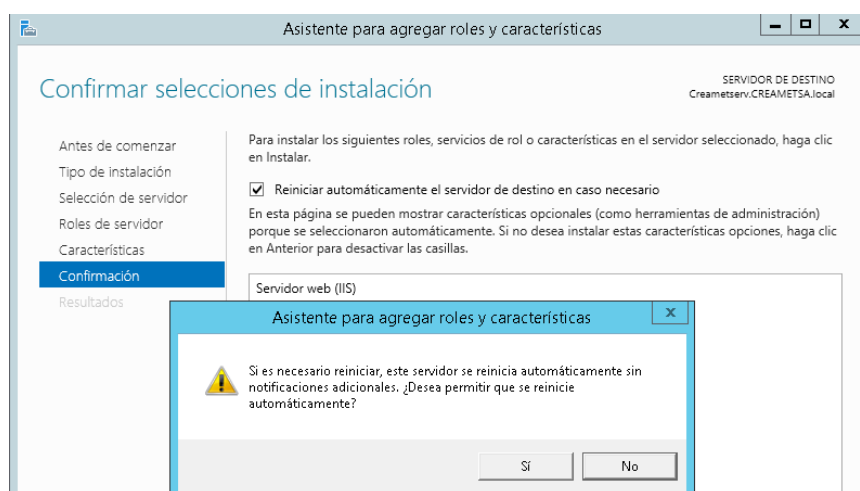 Asistente para agregar roles y características
Confirmar selecciones de instalación
SERVIDOR DE DESTINO
Creametserv.CREAMETSA.local
Antes de comenzar
Tipo de instalación
Selección de servidor
Roles de servidor
Características
Confirmación
Resultados
Para instalar los siguientes roles, servicios de rol o características en el servidor seleccionado, haga clic
en Instalar.
Reiniciar automáticamente el servidor de destino en caso necesario
En esta página se pueden mostrar características opcionales (como herramientas de administración)
porque se seleccionaron automáticamente. Si no desea instalar estas características opciones, haga clic
en Anterior para desactivar las casillas.
Servidor web (IIS)
Asistente para agregar roles y características
x
Si es necesario reiniciar, este servidor se reinicia automáticamente sin
notificaciones adicionales. ¿Desea permitir que se reinicie
automáticamente?
Sí
No